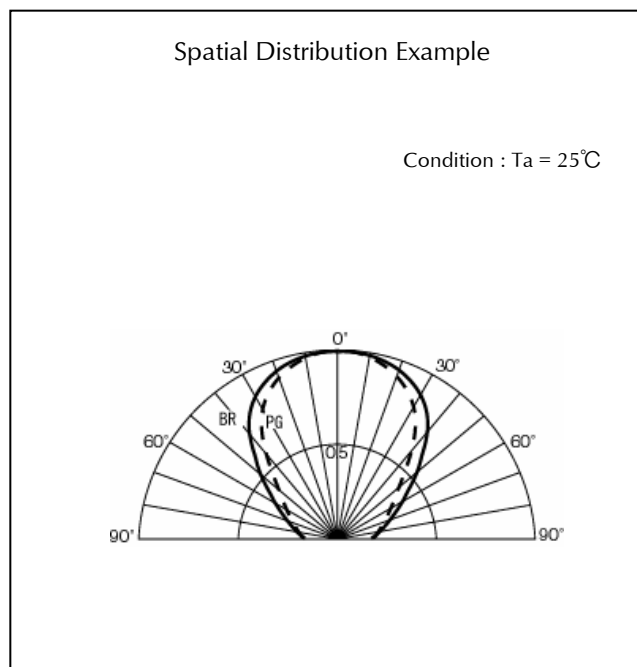 Spatial Distribution Example
Condition : Ta = 25℃
0°
30°
30°
BR
PG
60°
0.5
60°
90°
90°